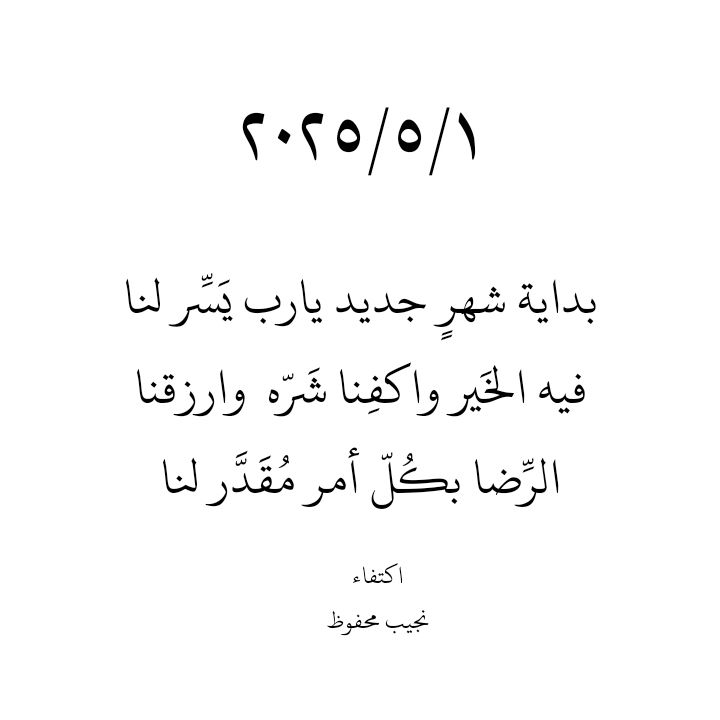 ٢٠٢٥/٥/١
بداية شهرٍ جديد يارب يَسِّر لنا
فيه الخَير واكفِنا شَرّه وارزقنا
الرِّضا بكُلّ أمر مُقَدَّر لنا
اكتفاء
نجيب محفوظ